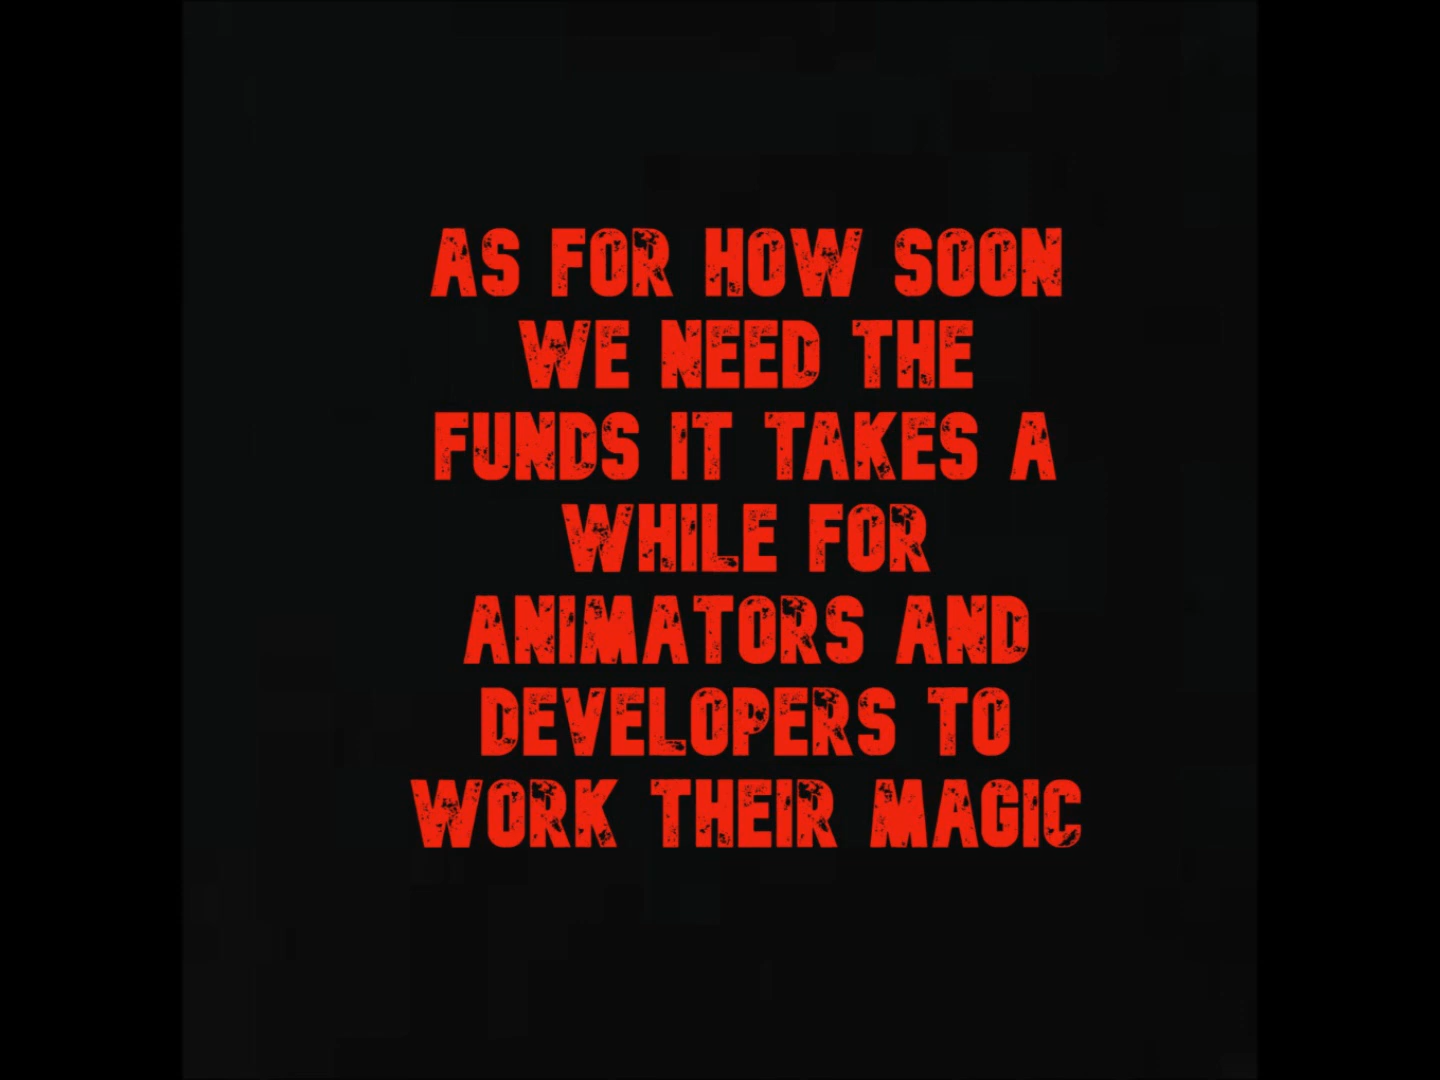 AS FOR HOW SOON
WE NEED THE
FUNDS IT TAKES A
WHILE FOR
ANIMATORS AND
DEVELOPERS TO
WORK THEIR MAGIC